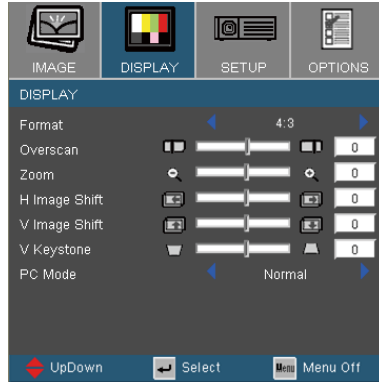 IMAGE DISPLAY SETUP OPTIONS
DISPLAY
Format 4:3
Overscan 0
Zoom 0
H Image Shift 0
V Image Shift 0
V Keystone 0
PC Mode Normal
UpDown Select Menu Menu Off